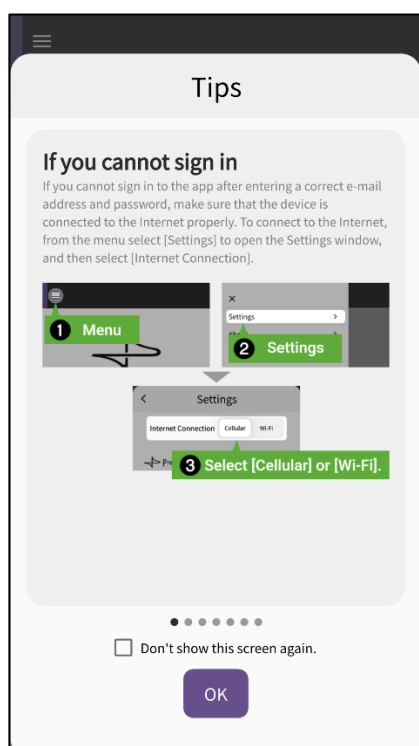 Tips
If you cannot sign in
If you cannot sign in to the app after entering a correct e-mail
address and password, make sure that the device is
connected to the Internet properly. To connect to the Internet,
from the menu select [Settings] to open the Settings window,
and then select [Internet Connection].
1 Menu
Settings
2 Settings
Settings
Internet Connection Cellular Wi-Fi
3 Select [Cellular] or [Wi-Fi].
Don't show this screen again.
OK